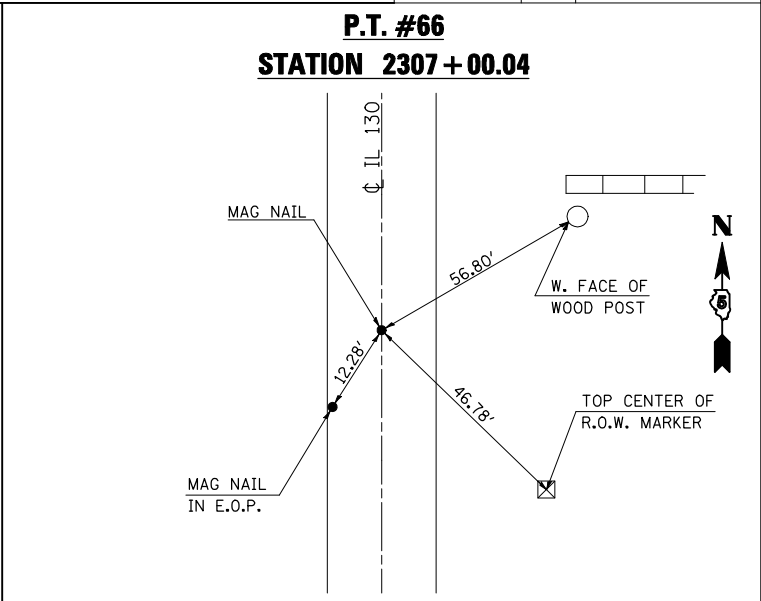 P.T. #66
STATION 2307+00.04
℄ IL 130
MAG NAIL
56.80'
N
W. FACE OF
WOOD POST
5
12.28'
46.78'
TOP CENTER OF
R.O.W. MARKER
MAG NAIL
IN E.O.P.